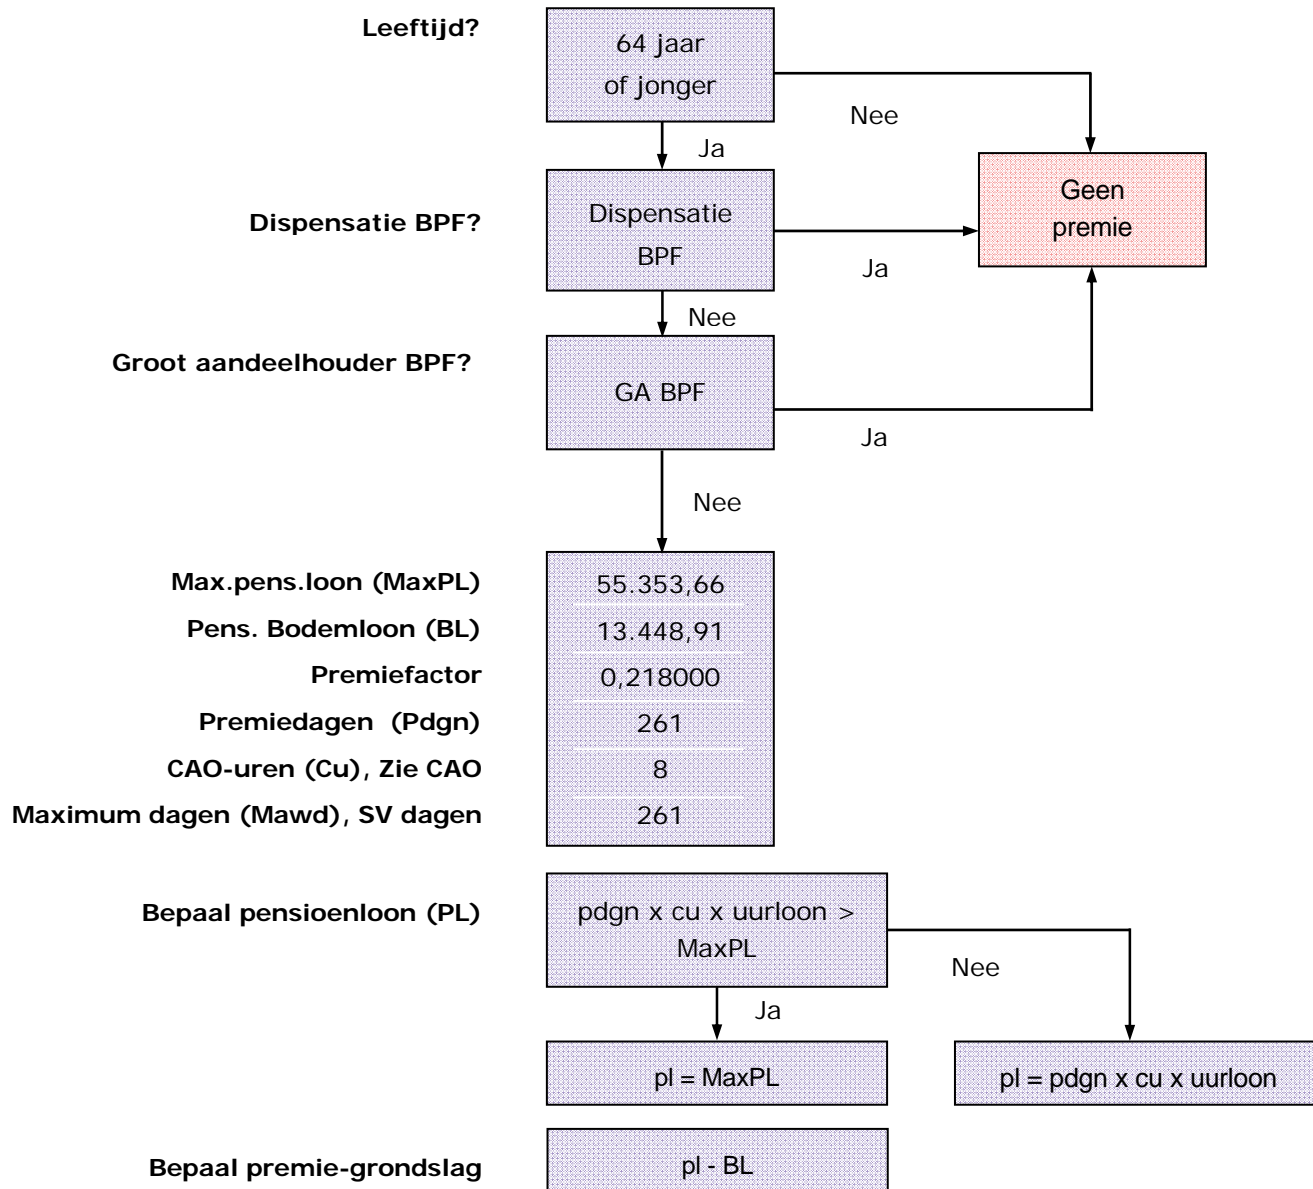 Leeftijd?
64 jaar
of jonger
Nee
Ja
Geen
premie
Dispensatie BPF?
Dispensatie
BPF
Ja
Nee
Groot aandeelhouder BPF?
GA BPF
Ja
Nee
Max.pens.loon (MaxPL) 55.353,66
Pens. Bodemloon (BL) 13.448,91
Premiefactor 0,218000
Premiedagen (Pdgn) 261
CAO-uren (Cu), Zie CAO 8
Maximum dagen (Mawd), SV dagen 261
Bepaal pensioenloon (PL)
pdgn x cu x uurloon >
MaxPL
Nee
Ja
pl = MaxPL
pl = pdgn x cu x uurloon
Bepaal premie-grondslag
pl - BL